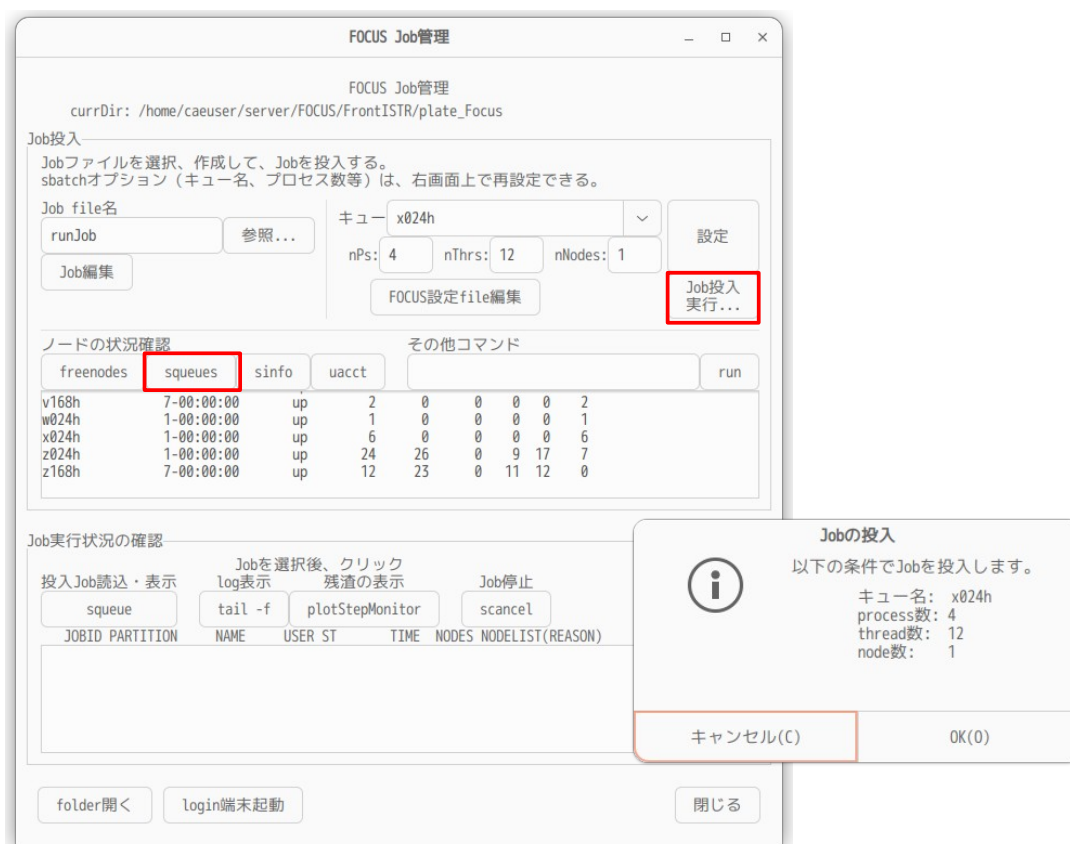 FOCUS Job管理
FOCUS Job管理
currDir: /home/caeuser/server/FOCUS/FrontISTR/plate_Focus
Job投入
Jobファイルを選択、作成して、Jobを投入する。
sbatchオプション(キュー名、プロセス数等)は、右画面上で再設定できる。
Job file名
runJob 参照...
Job編集
キュー x024h
nPs: 4 nThrs: 12 nNodes: 1
FOCUS設定file編集
設定
Job投入
実行...
ノードの状況確認 その他コマンド
freenodes squeues sinfo uacct run
v168h 7-00:00:00 up 2 0 0 0 0 2
w024h 1-00:00:00 up 1 0 0 0 0 1
x024h 1-00:00:00 up 6 0 0 0 0 6
z024h 1-00:00:00 up 24 26 0 9 17 7
z168h 7-00:00:00 up 12 23 0 11 12 0
Job実行状況の確認
Jobを選択後、クリック
投入Job読込・表示 log表示 残渣の表示 Job停止
squeue tail -f plotStepMonitor scancel
JOBID PARTITION NAME USER ST TIME NODES NODELIST(REASON)
folder開く login端末起動 閉じる
Jobの投入
以下の条件でJobを投入します。
キュー名: x024h
process数: 4
thread数: 12
node数: 1
キャンセル(C) OK(O)